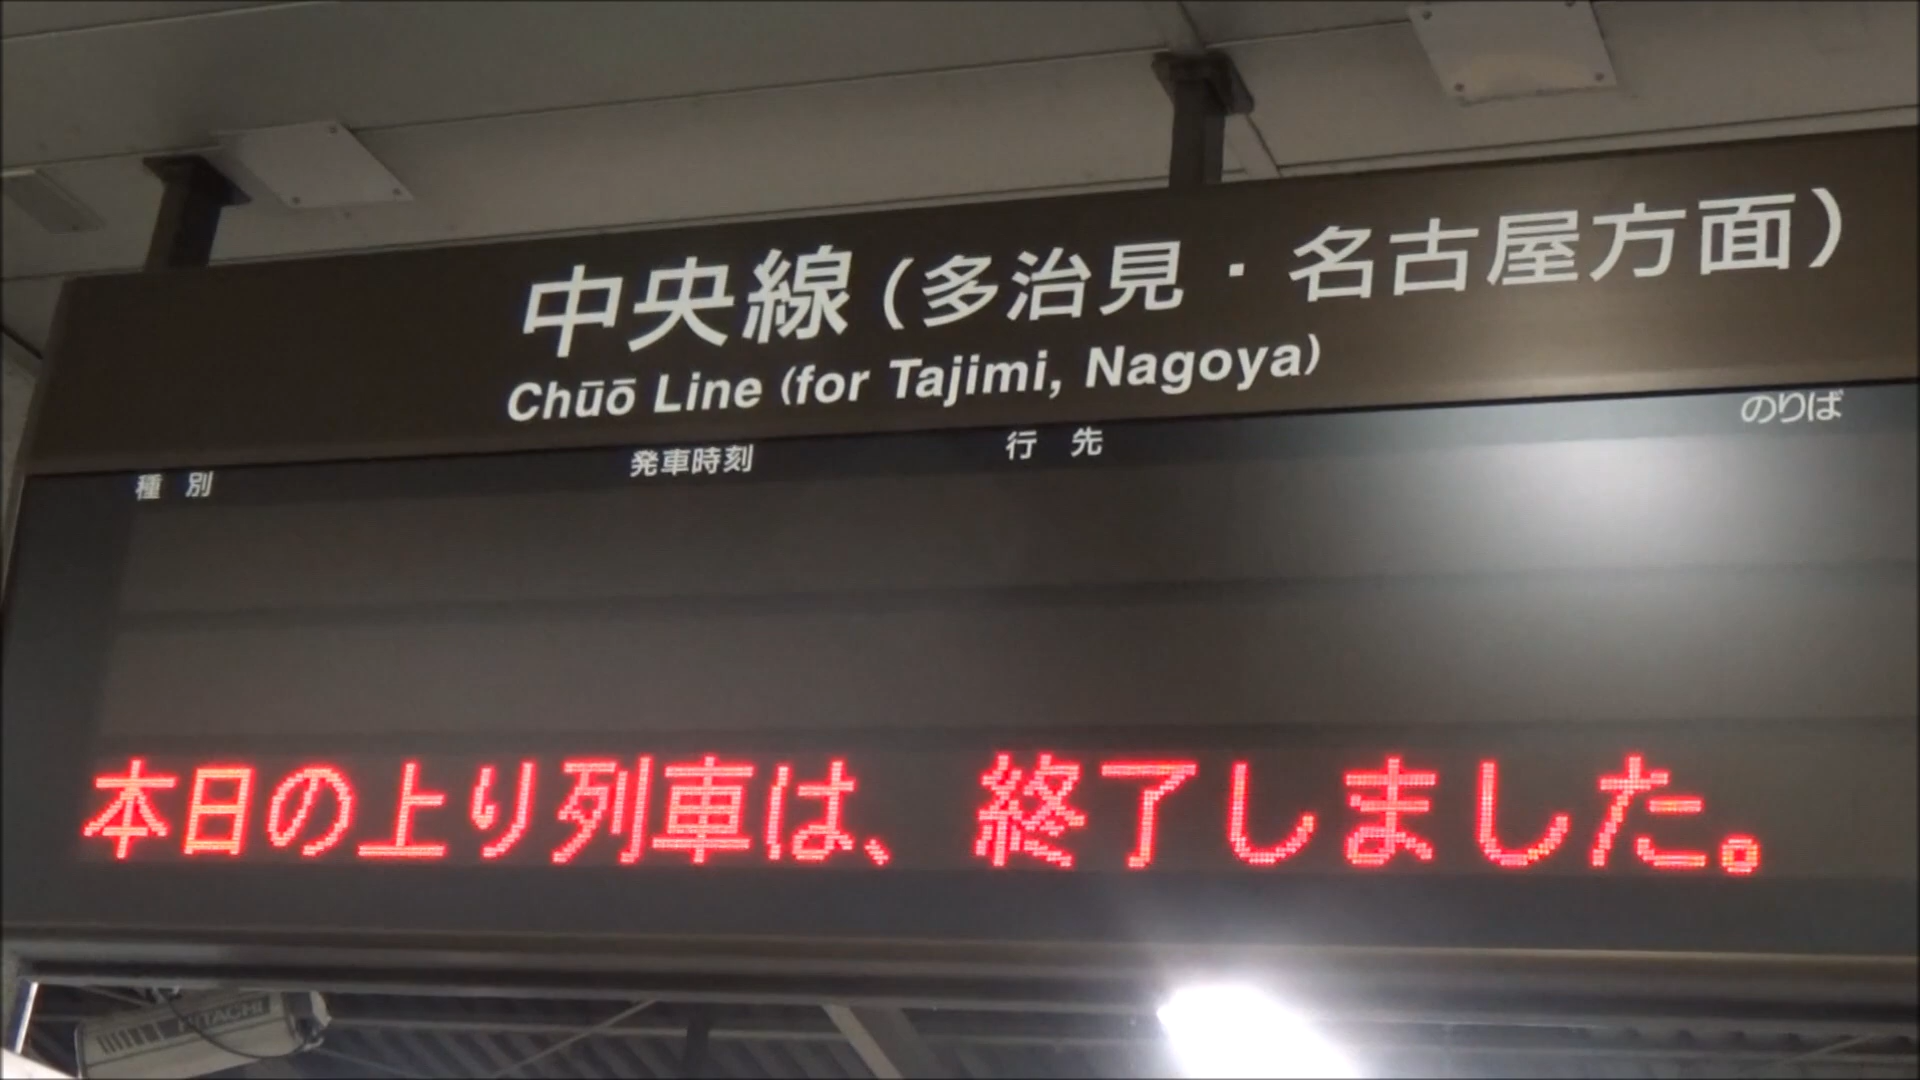 中央線(多治見・名古屋方面)
Chūō Line (for Tajimi, Nagoya)
種別 発車時刻 行先 のりば
本日の上り列車は、終了しました。
HITACHI